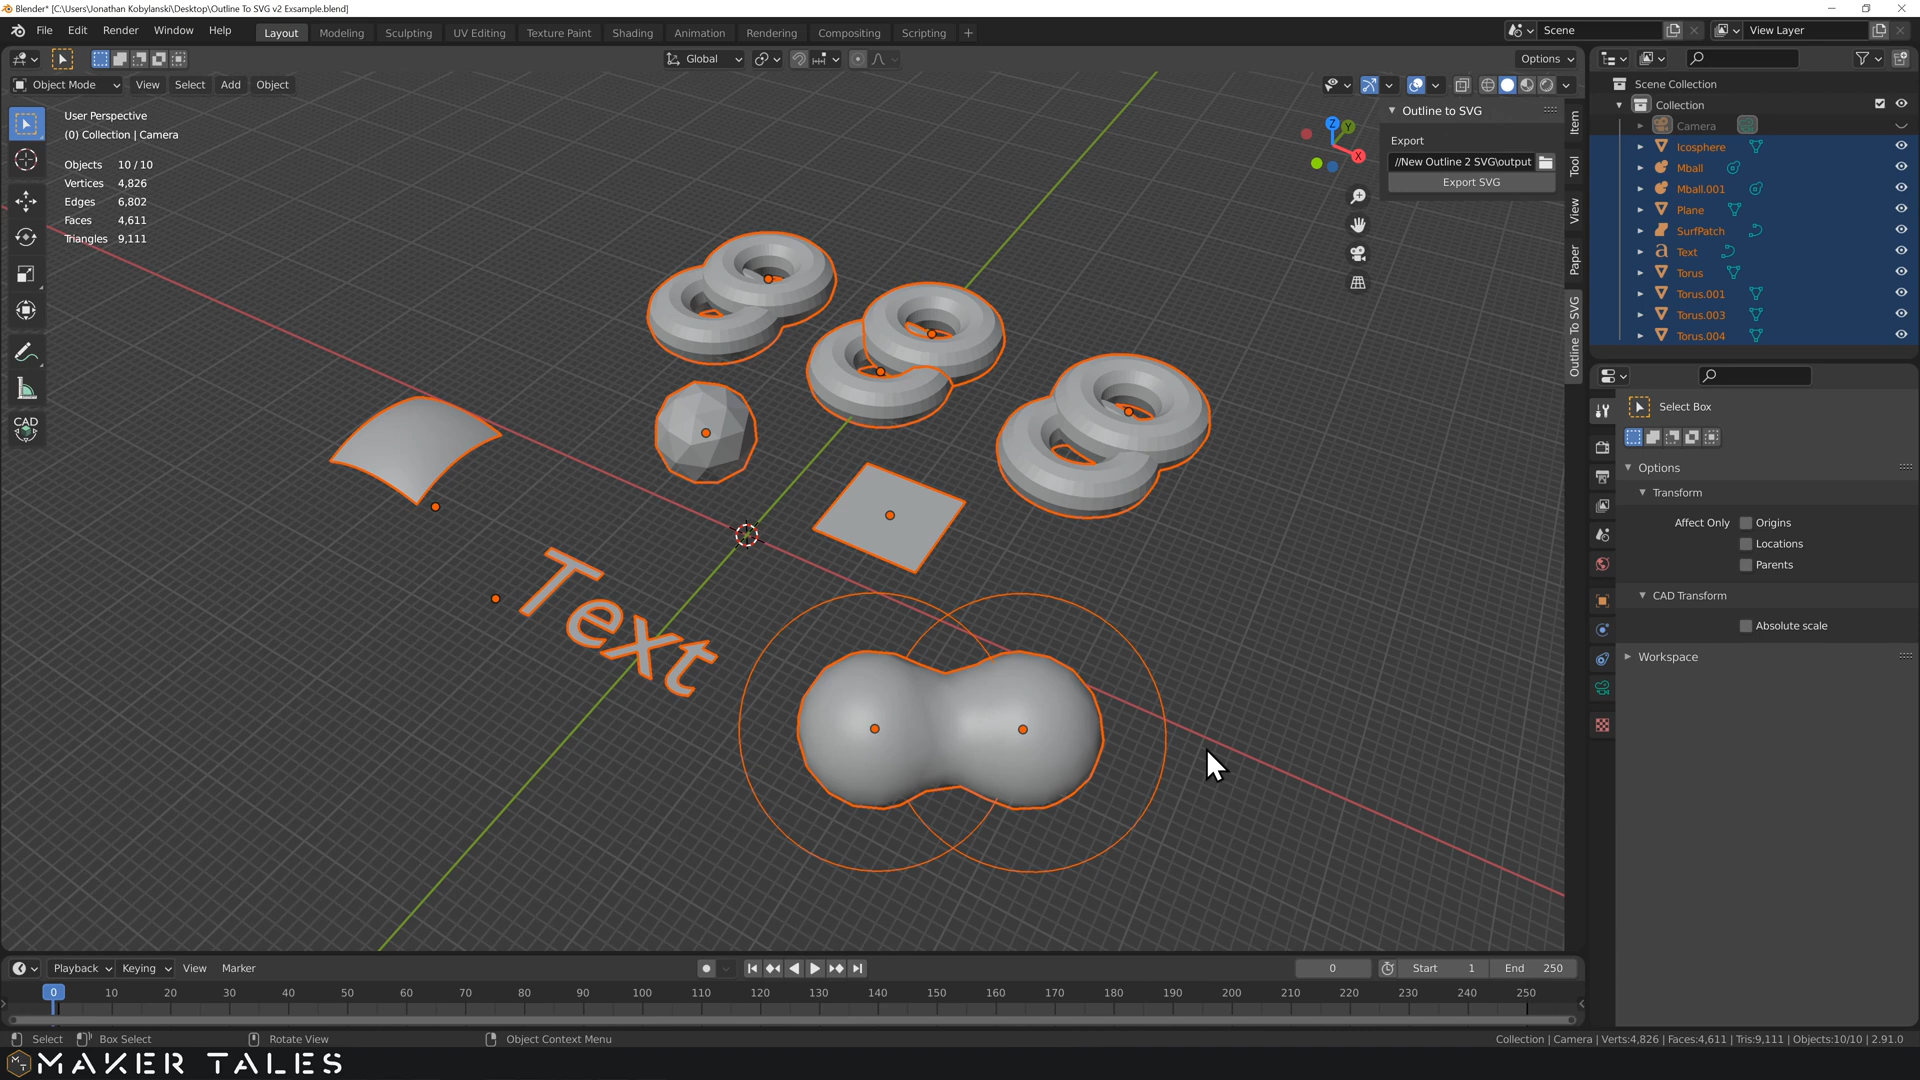 Blender* [C:\Users\Jonathan Kobylanski\Desktop\Outline To SVG v2 Exsample.blend]
File Edit Render Window Help Layout Modeling Sculpting UV Editing Texture Paint Shading Animation Rendering Compositing Scripting + Scene View Layer
Global Options
Object Mode View Select Add Object
User Perspective
(0) Collection | Camera
Objects 10 / 10
Vertices 4,826
Edges 6,802
Faces 4,611
Triangles 9,111
CAD
Z
Y
X
Outline to SVG
Export
//New Outline 2 SVG\output
Export SVG
Item
Tool
View
Paper
Outline To SVG
Text
Scene Collection
Collection
Camera
Icosphere
Mball
Mball.001
Plane
SurfPatch
Text
Torus
Torus.001
Torus.003
Torus.004
Select Box
Options
Transform
Affect Only Origins
Locations
Parents
CAD Transform
Absolute scale
Workspace
Playback Keying View Marker 0 Start 1 End 250
0 10 20 30 40 50 60 70 80 90 100 110 120 130 140 150 160 170 180 190 200 210 220 230 240 250
Select Box Select Rotate View Object Context Menu Collection | Camera | Verts:4,826 | Faces:4,611 | Tris:9,111 | Objects:10/10 | 2.91.0
MT MAKER TALES